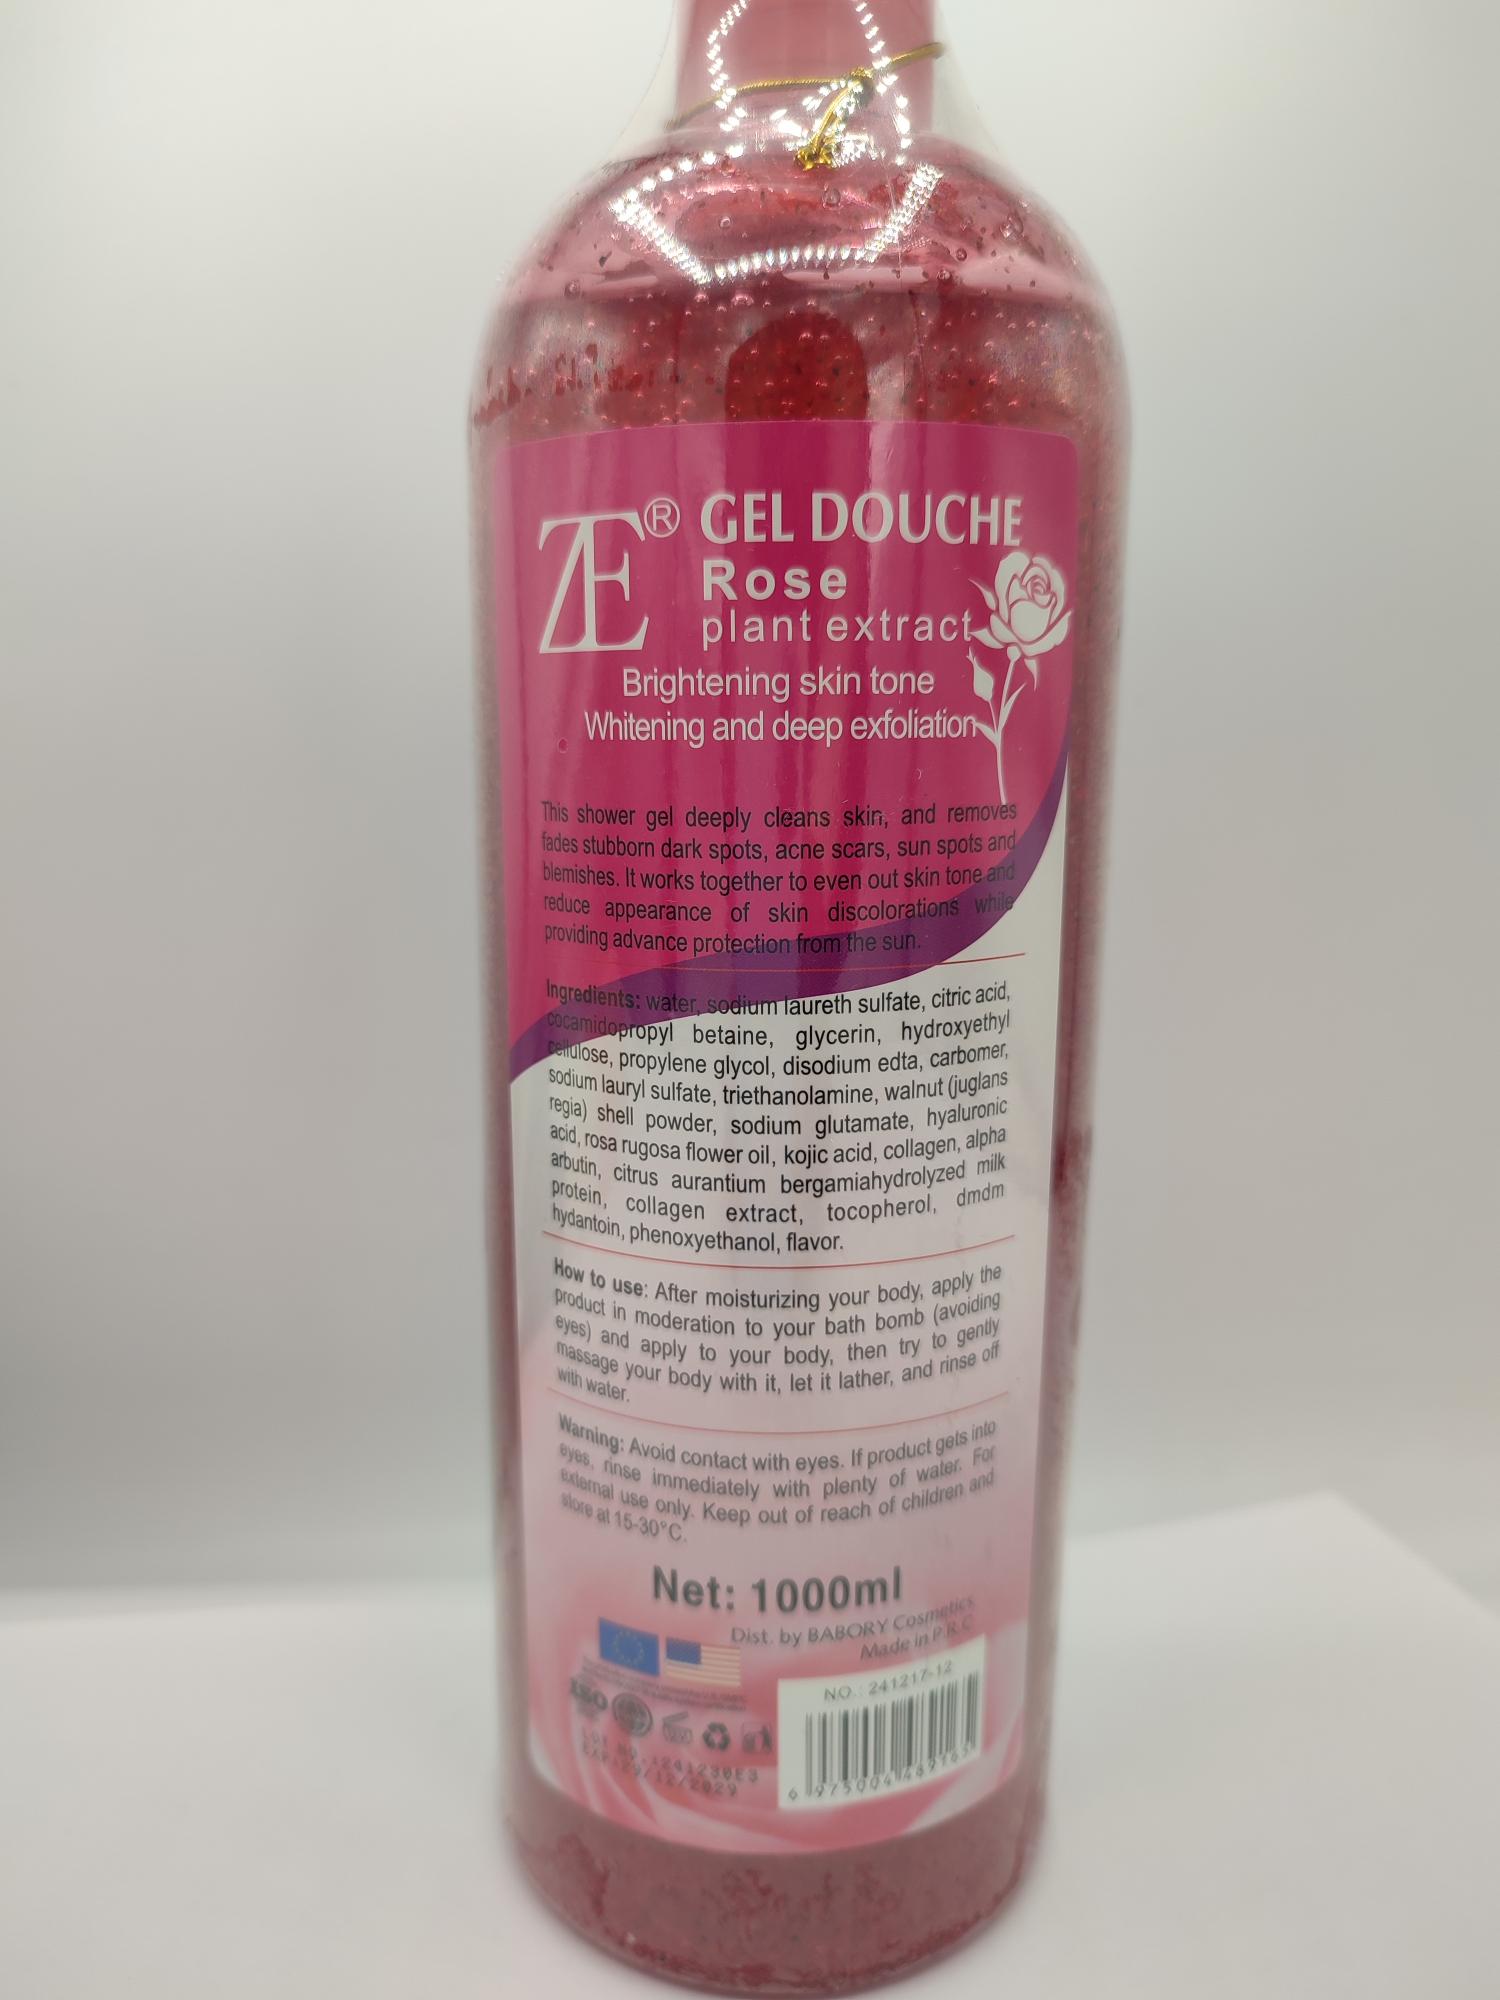 ZE® GEL DOUCHE
Rose
plant extract
Brightening skin tone
Whitening and deep exfoliation
This shower gel deeply cleans skin, and removes
fades stubborn dark spots, acne scars, sun spots and
blemishes. It works together to even out skin tone and
reduce appearance of skin discolorations while
providing advance protection from the sun.
Ingredients: water, sodium laureth sulfate, citric acid,
cocamidopropyl betaine, glycerin, hydroxyethyl
cellulose, propylene glycol, disodium edta, carbomer,
sodium lauryl sulfate, triethanolamine, walnut (juglans
regia) shell powder, sodium glutamate, hyaluronic
acid, rosa rugosa flower oil, kojic acid, collagen, alpha
arbutin, citrus aurantium bergamiahydrolyzed milk
protein, collagen extract, tocopherol, dmdm
hydantoin, phenoxyethanol, flavor.
How to use: After moisturizing your body, apply the
product in moderation to your bath bomb (avoiding
eyes) and apply to your body, then try to gently
massage your body with it, let it lather, and rinse off
with water.
Warning: Avoid contact with eyes. If product gets into
eyes, rinse immediately with plenty of water. For
external use only. Keep out of reach of children and
store at 15-30°C.
Net: 1000ml
Dist. by BABORY Cosmetics
Made in P.R.C
NO.: 241217-12
ISO
LOT NO.:241230E3
EXP:29/12/2029